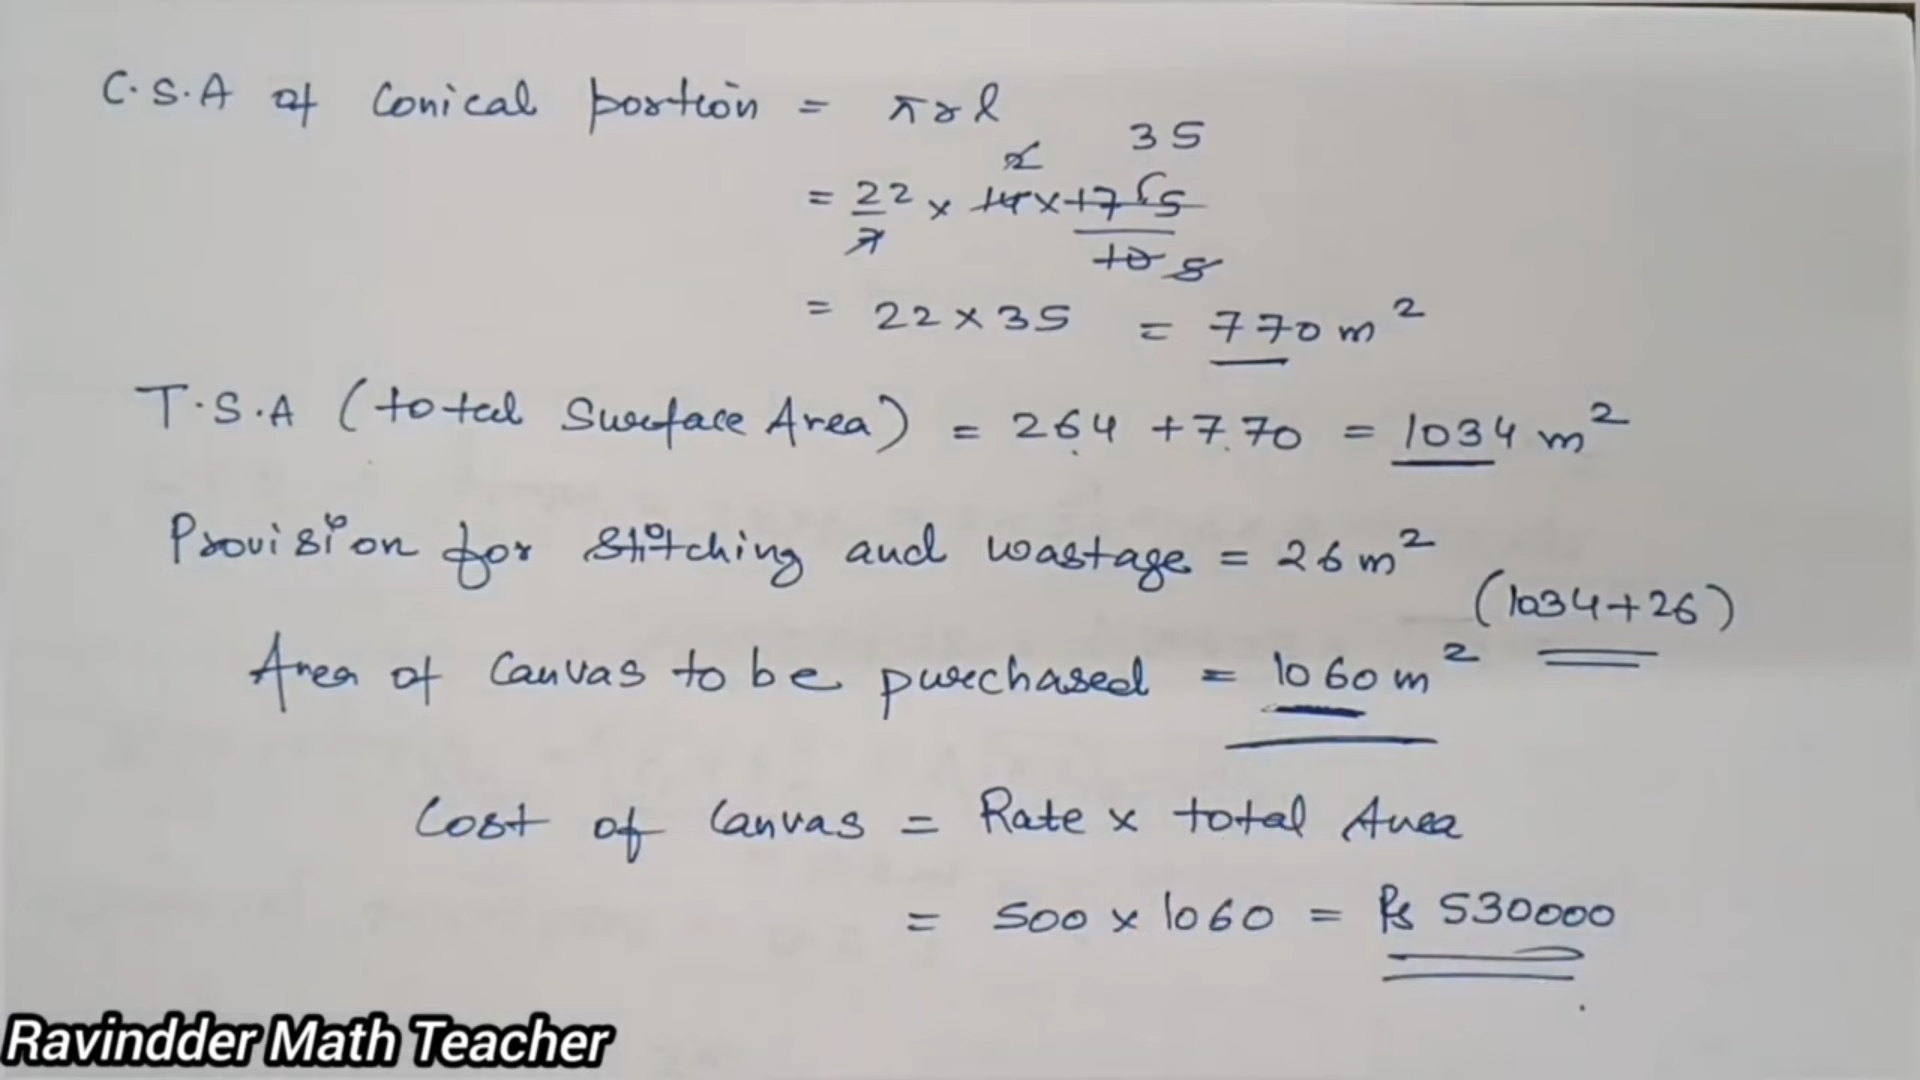 C.S.A of Conical portion = πrl
2 35
= 22/7 × 14 × 175/10 5
= 22 × 35 = 770 m²
T.S.A (total Surface Area) = 264 + 770 = 1034 m²
Provision for stitching and wastage = 26 m²
(1034+26)
Area of Canvas to be purchased = 1060 m²
Cost of Canvas = Rate × total Area
= 500 × 1060 = Rs 530000
Ravindder Math Teacher